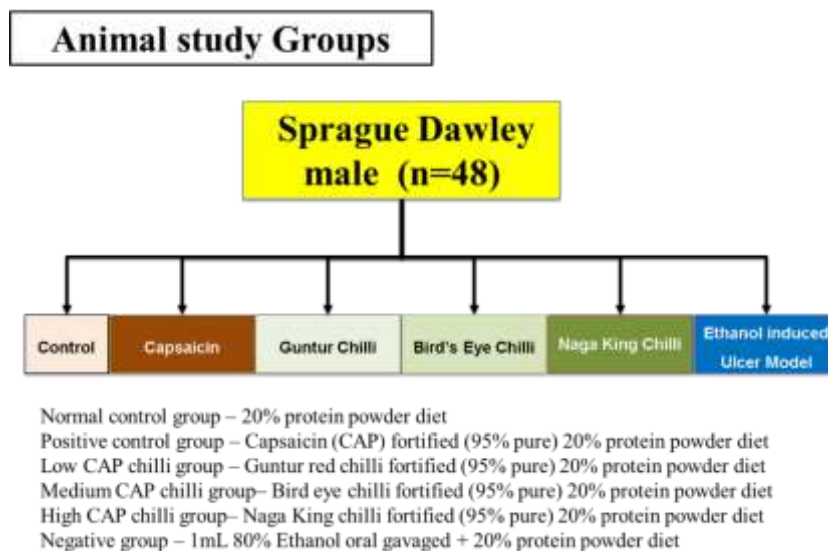 Animal study Groups
Sprague Dawley
male (n=48)
Control
Capsaicin
Guntur Chilli
Bird's Eye Chilli
Naga King Chilli
Ethanol induced
Ulcer Model
Normal control group – 20% protein powder diet
Positive control group – Capsaicin (CAP) fortified (95% pure) 20% protein powder diet
Low CAP chilli group – Guntur red chilli fortified (95% pure) 20% protein powder diet
Medium CAP chilli group– Bird eye chilli fortified (95% pure) 20% protein powder diet
High CAP chilli group– Naga King chilli fortified (95% pure) 20% protein powder diet
Negative group – 1mL 80% Ethanol oral gavaged + 20% protein powder diet